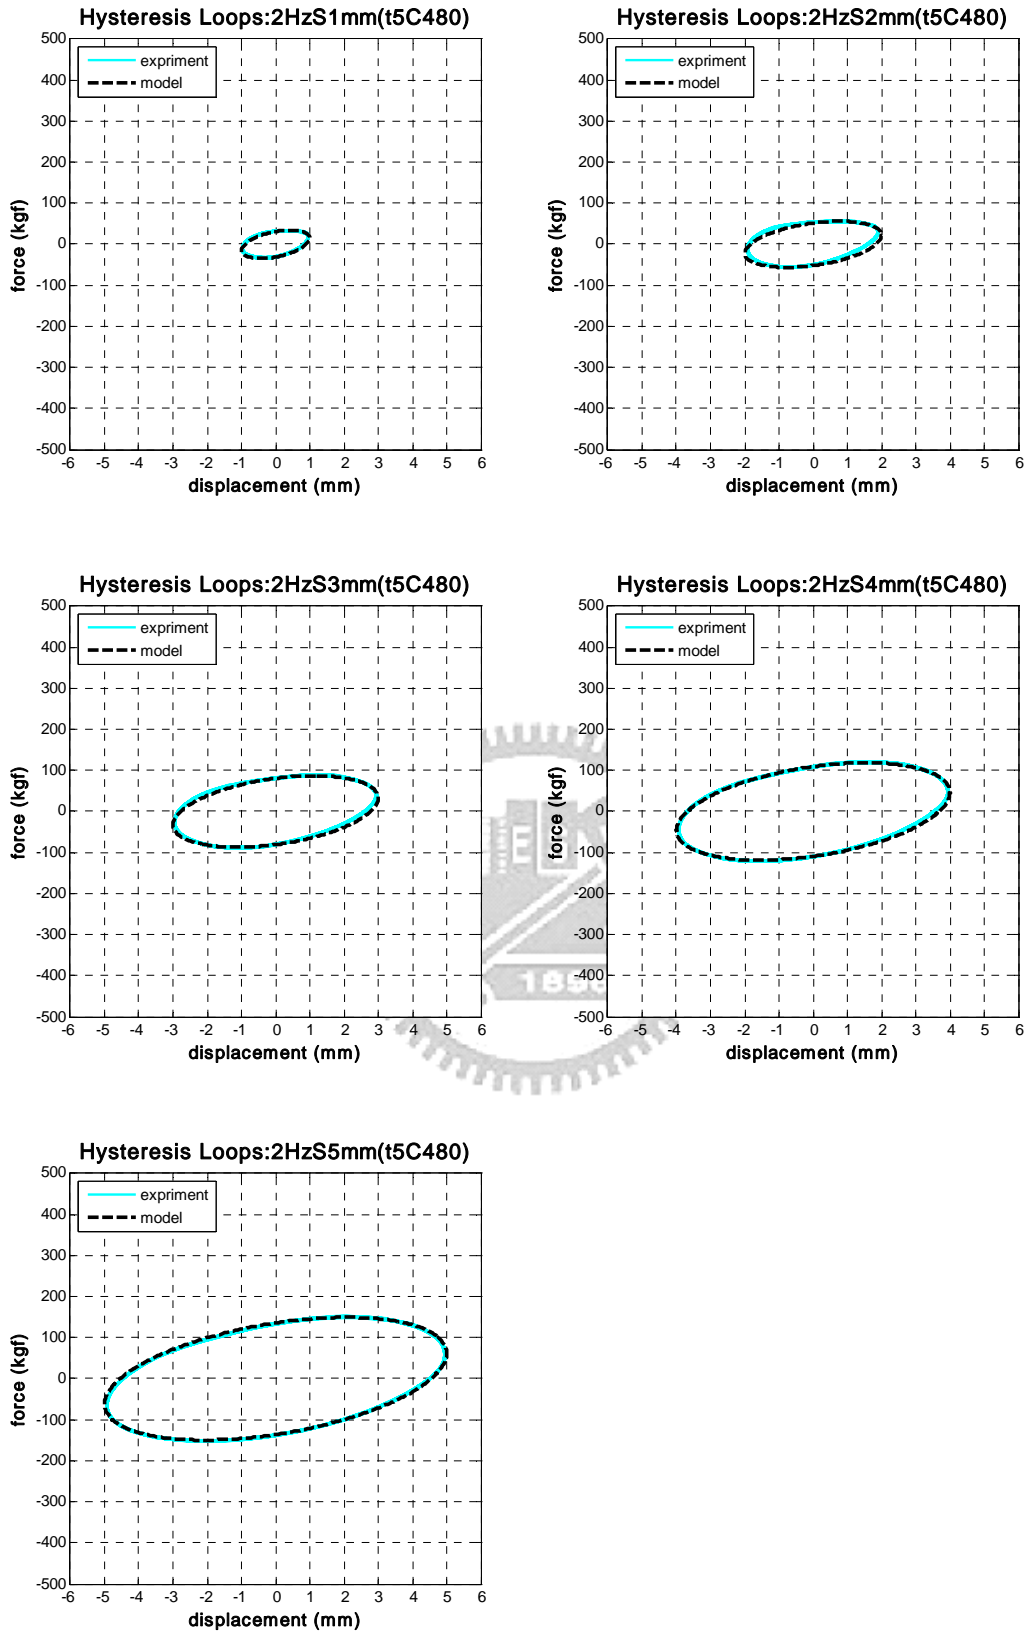 Hysteresis Loops:2HzS1mm(t5C480)
500
400
300
200
100
0
-100
-200
-300
-400
-500
force (kgf)
expriment
model
-6 -5 -4 -3 -2 -1 0 1 2 3 4 5 6
displacement (mm)
Hysteresis Loops:2HzS2mm(t5C480)
500
400
300
200
100
0
-100
-200
-300
-400
-500
force (kgf)
expriment
model
-6 -5 -4 -3 -2 -1 0 1 2 3 4 5 6
displacement (mm)
Hysteresis Loops:2HzS3mm(t5C480)
500
400
300
200
100
0
-100
-200
-300
-400
-500
force (kgf)
expriment
model
-6 -5 -4 -3 -2 -1 0 1 2 3 4 5 6
displacement (mm)
Hysteresis Loops:2HzS4mm(t5C480)
500
400
300
200
100
0
-100
-200
-300
-400
-500
force (kgf)
expriment
model
-6 -5 -4 -3 -2 -1 0 1 2 3 4 5 6
displacement (mm)
Hysteresis Loops:2HzS5mm(t5C480)
500
400
300
200
100
0
-100
-200
-300
-400
-500
force (kgf)
expriment
model
-6 -5 -4 -3 -2 -1 0 1 2 3 4 5 6
displacement (mm)